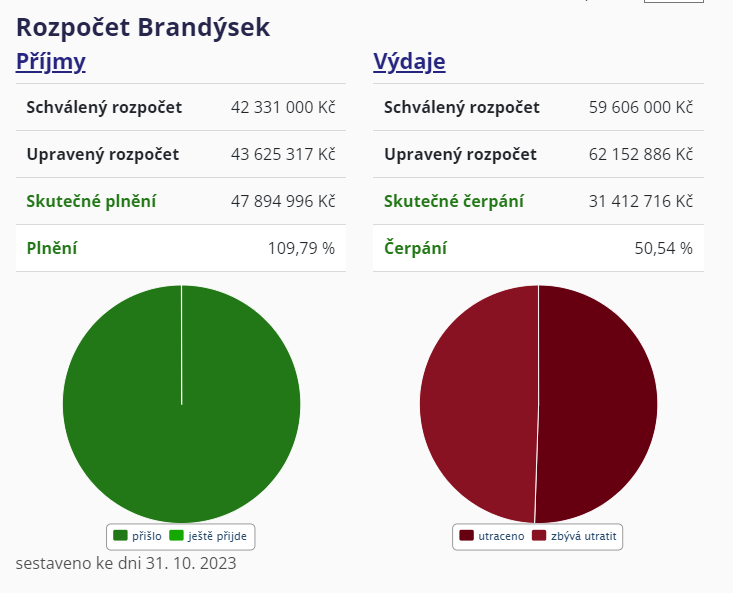 Rozpočet Brandýsek
Příjmy
Schválený rozpočet 42 331 000 Kč
Upravený rozpočet 43 625 317 Kč
Skutečné plnění 47 894 996 Kč
Plnění 109,79 %
přišlo ještě přijde
Výdaje
Schválený rozpočet 59 606 000 Kč
Upravený rozpočet 62 152 886 Kč
Skutečné čerpání 31 412 716 Kč
Čerpání 50,54 %
utraceno zbývá utratit
sestaveno ke dni 31. 10. 2023